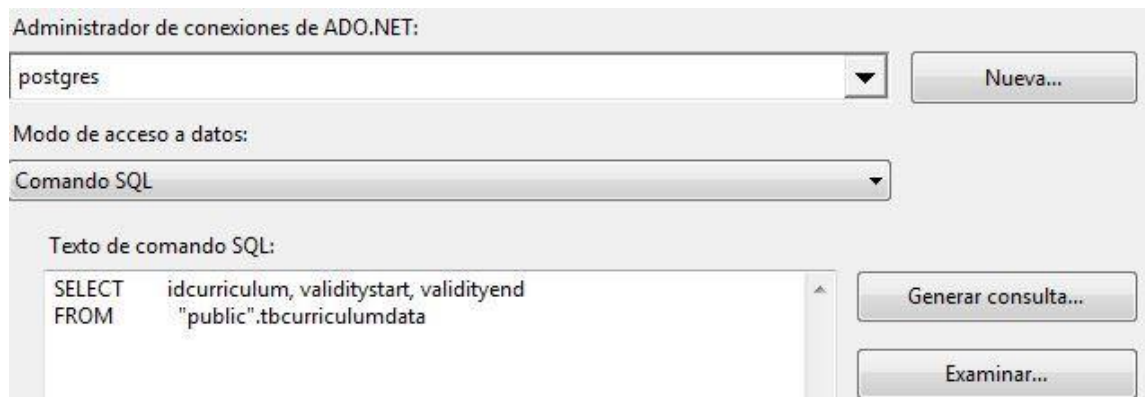 Administrador de conexiones de ADO.NET:
postgres
Nueva...
Modo de acceso a datos:
Comando SQL
Texto de comando SQL:
SELECT idcurriculum, validitystart, validityend
FROM "public".tbcurriculumdata
Generar consulta...
Examinar...